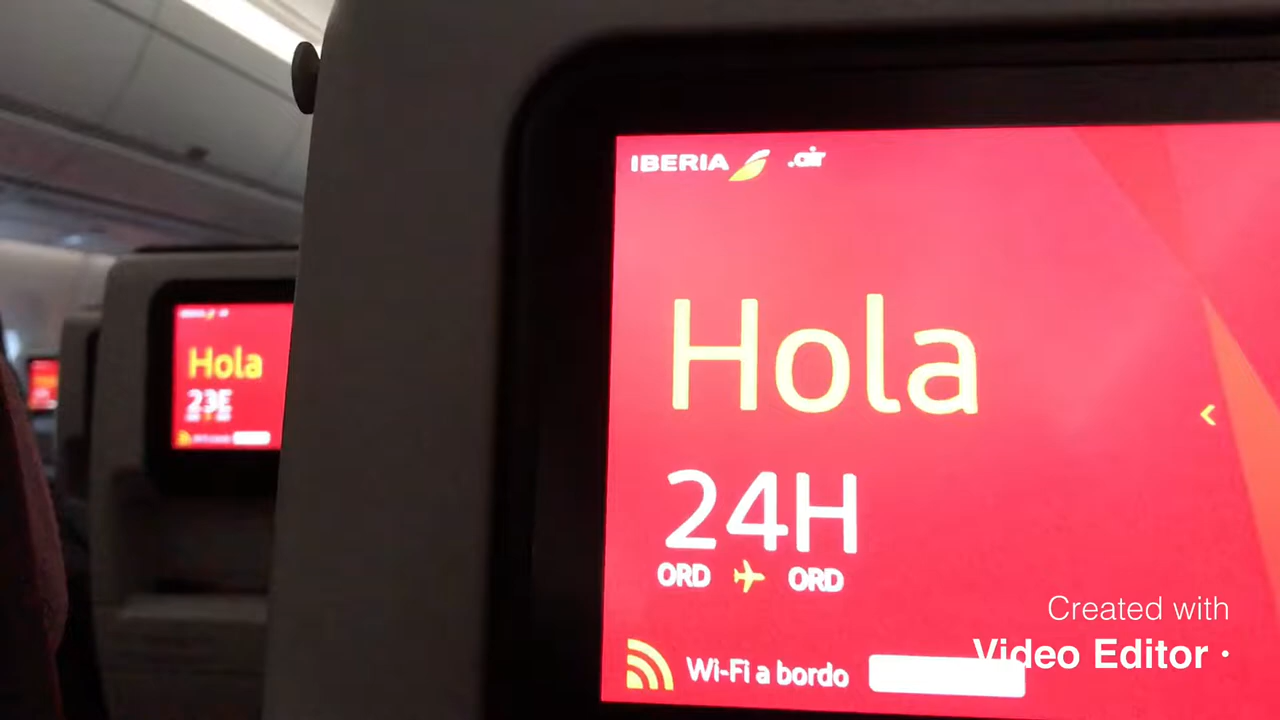 IBERIA .air
Hola
24H
ORD ORD
Wi-Fi a bordo
Hola
23E
Created with
Video Editor